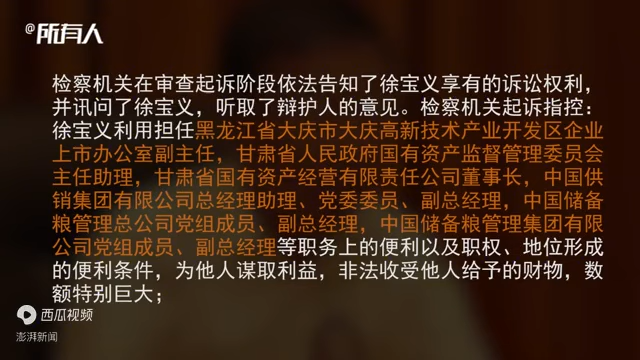 @所有人
检察机关在审查起诉阶段依法告知了徐宝义享有的诉讼权利，
并讯问了徐宝义，听取了辩护人的意见。检察机关起诉指控：
徐宝义利用担任黑龙江省大庆市大庆高新技术产业开发区企业
上市办公室副主任，甘肃省人民政府国有资产监督管理委员会
主任助理，甘肃省国有资产经营有限责任公司董事长，中国供
销集团有限公司总经理助理、党委委员、副总经理，中国储备
粮管理总公司党组成员、副总经理，中国储备粮管理集团有限
公司党组成员、副总经理等职务上的便利以及职权、地位形成
的便利条件，为他人谋取利益，非法收受他人给予的财物，数
额特别巨大；
西瓜视频
澎湃新闻